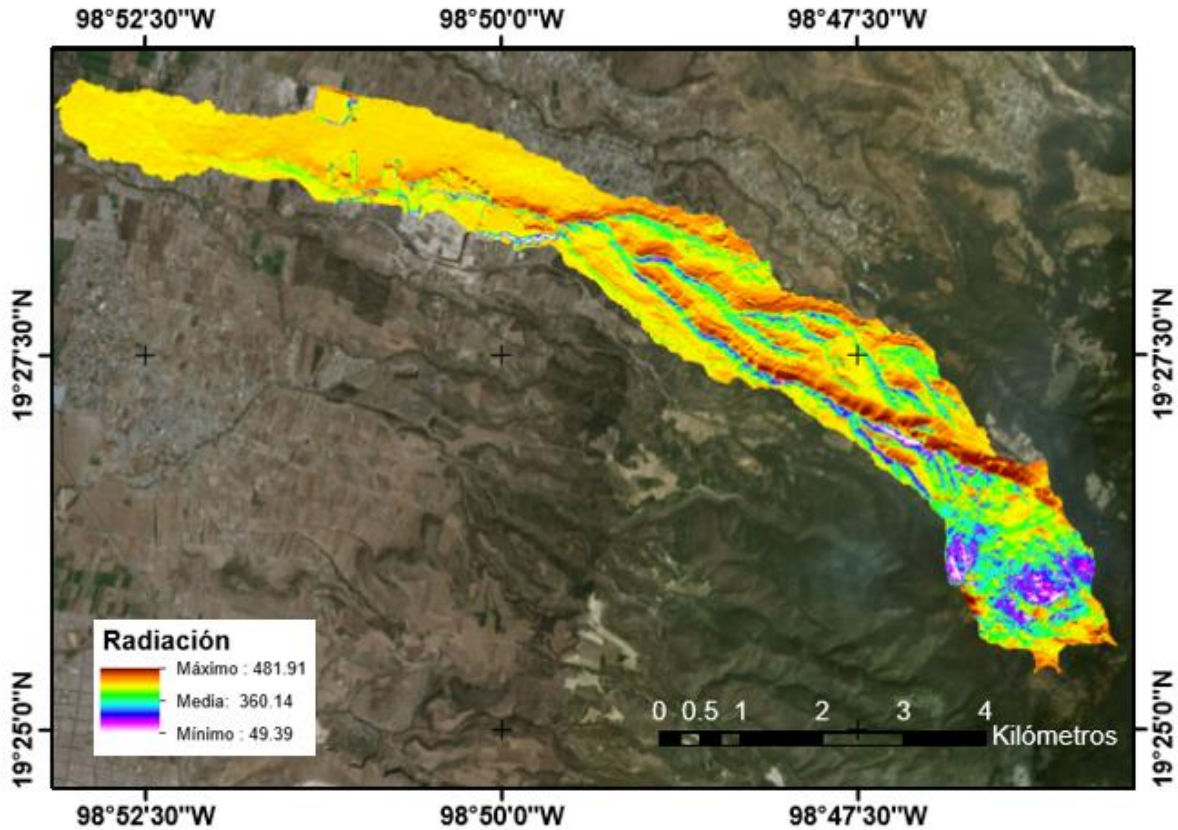 98°52'30"W 98°50'0"W 98°47'30"W
19°27'30"N 19°27'30"N
Radiación
Máximo : 481.91
Media: 360.14
Mínimo : 49.39
0 0.5 1 2 3 4
Kilómetros
19°25'0"N 19°25'0"N
98°52'30"W 98°50'0"W 98°47'30"W